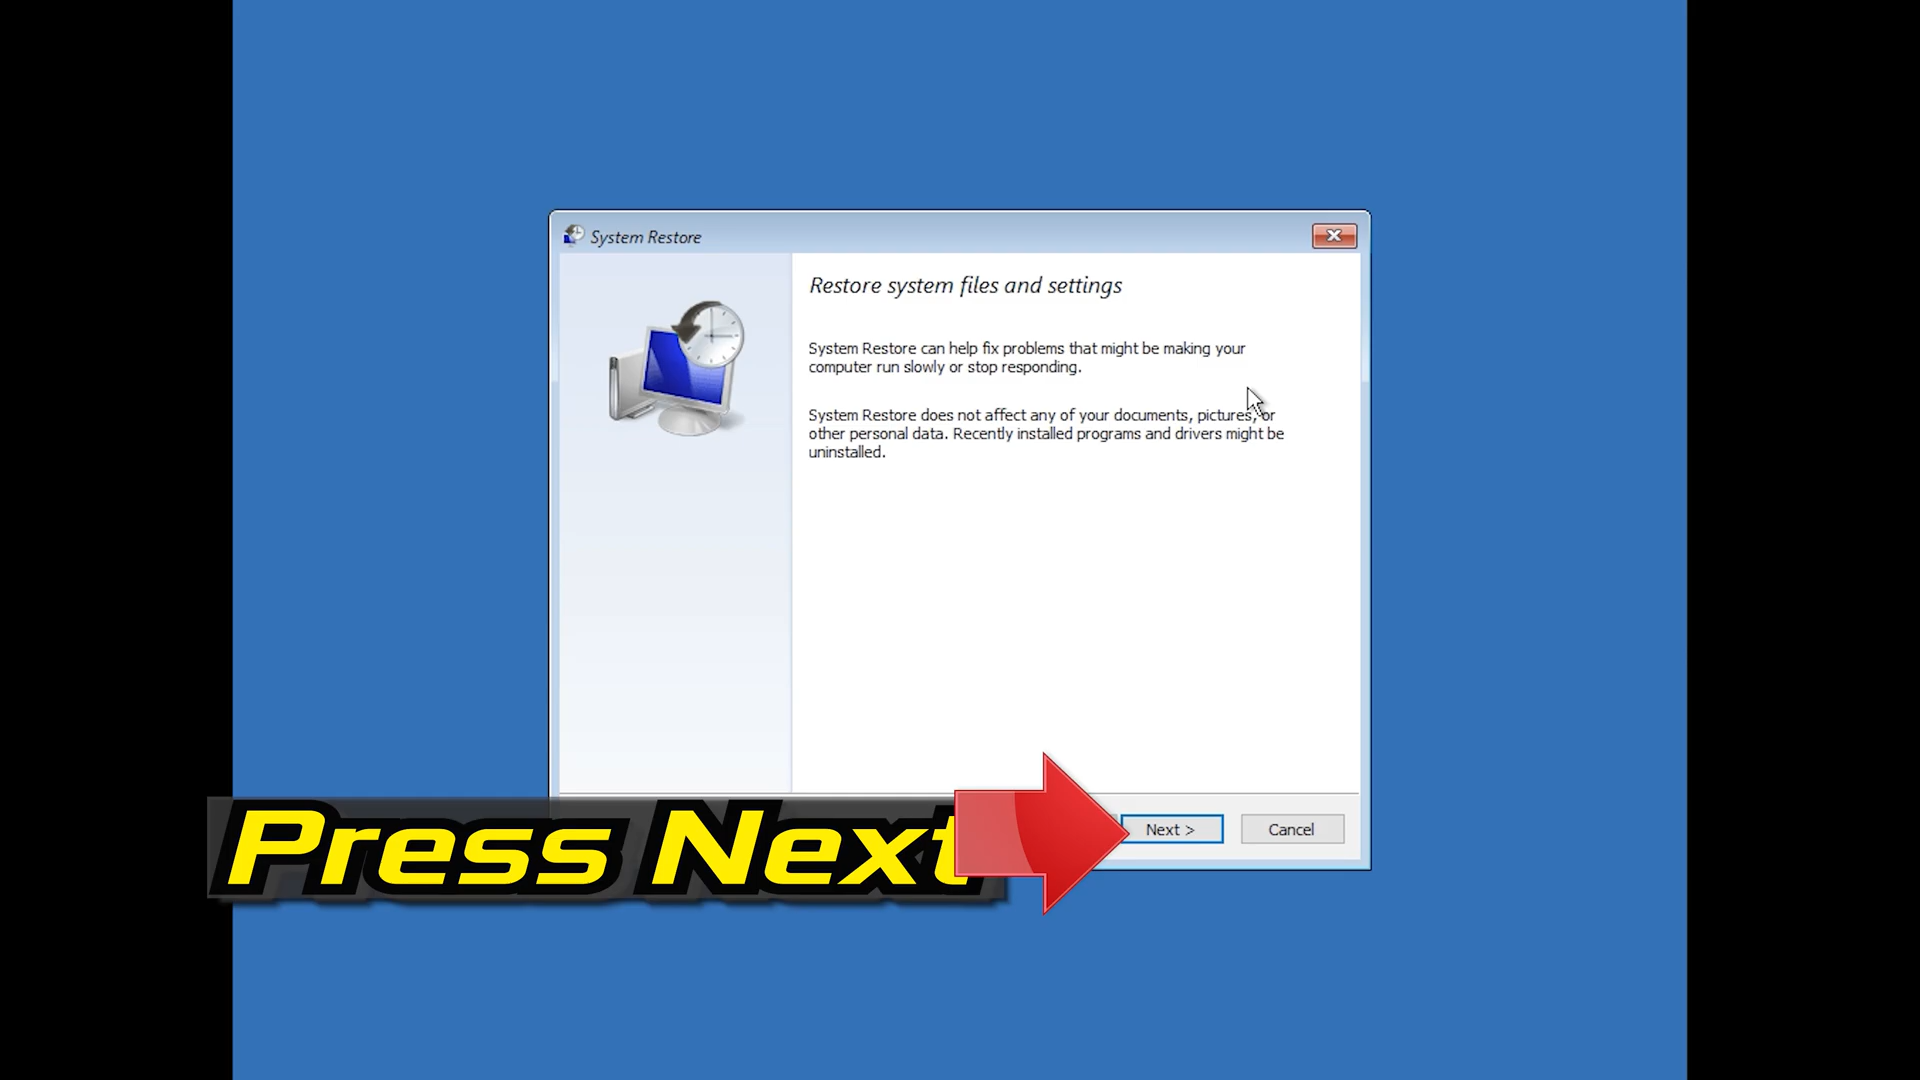 System Restore
Restore system files and settings
System Restore can help fix problems that might be making your
computer run slowly or stop responding.
System Restore does not affect any of your documents, pictures, or
other personal data. Recently installed programs and drivers might be
uninstalled.
Press Next
Next >
Cancel